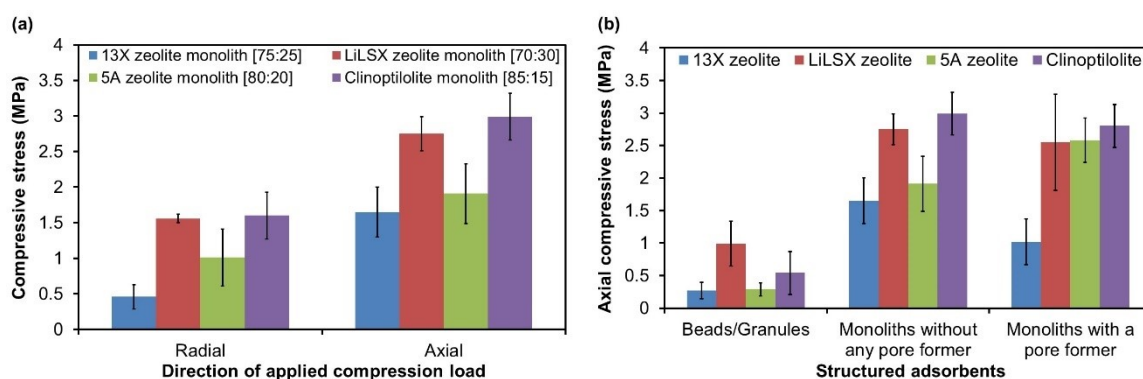 (a)
4
3.5
3
2.5
2
1.5
1
0.5
0
Compressive stress (MPa)
13X zeolite monolith [75:25]
LiLSX zeolite monolith [70:30]
5A zeolite monolith [80:20]
Clinoptilolite monolith [85:15]
Radial
Axial
Direction of applied compression load
(b)
4
3.5
3
2.5
2
1.5
1
0.5
0
Axial compressive stress (MPa)
13X zeolite
LiLSX zeolite
5A zeolite
Clinoptilolite
Beads/Granules
Monoliths without
any pore former
Monoliths with a
pore former
Structured adsorbents